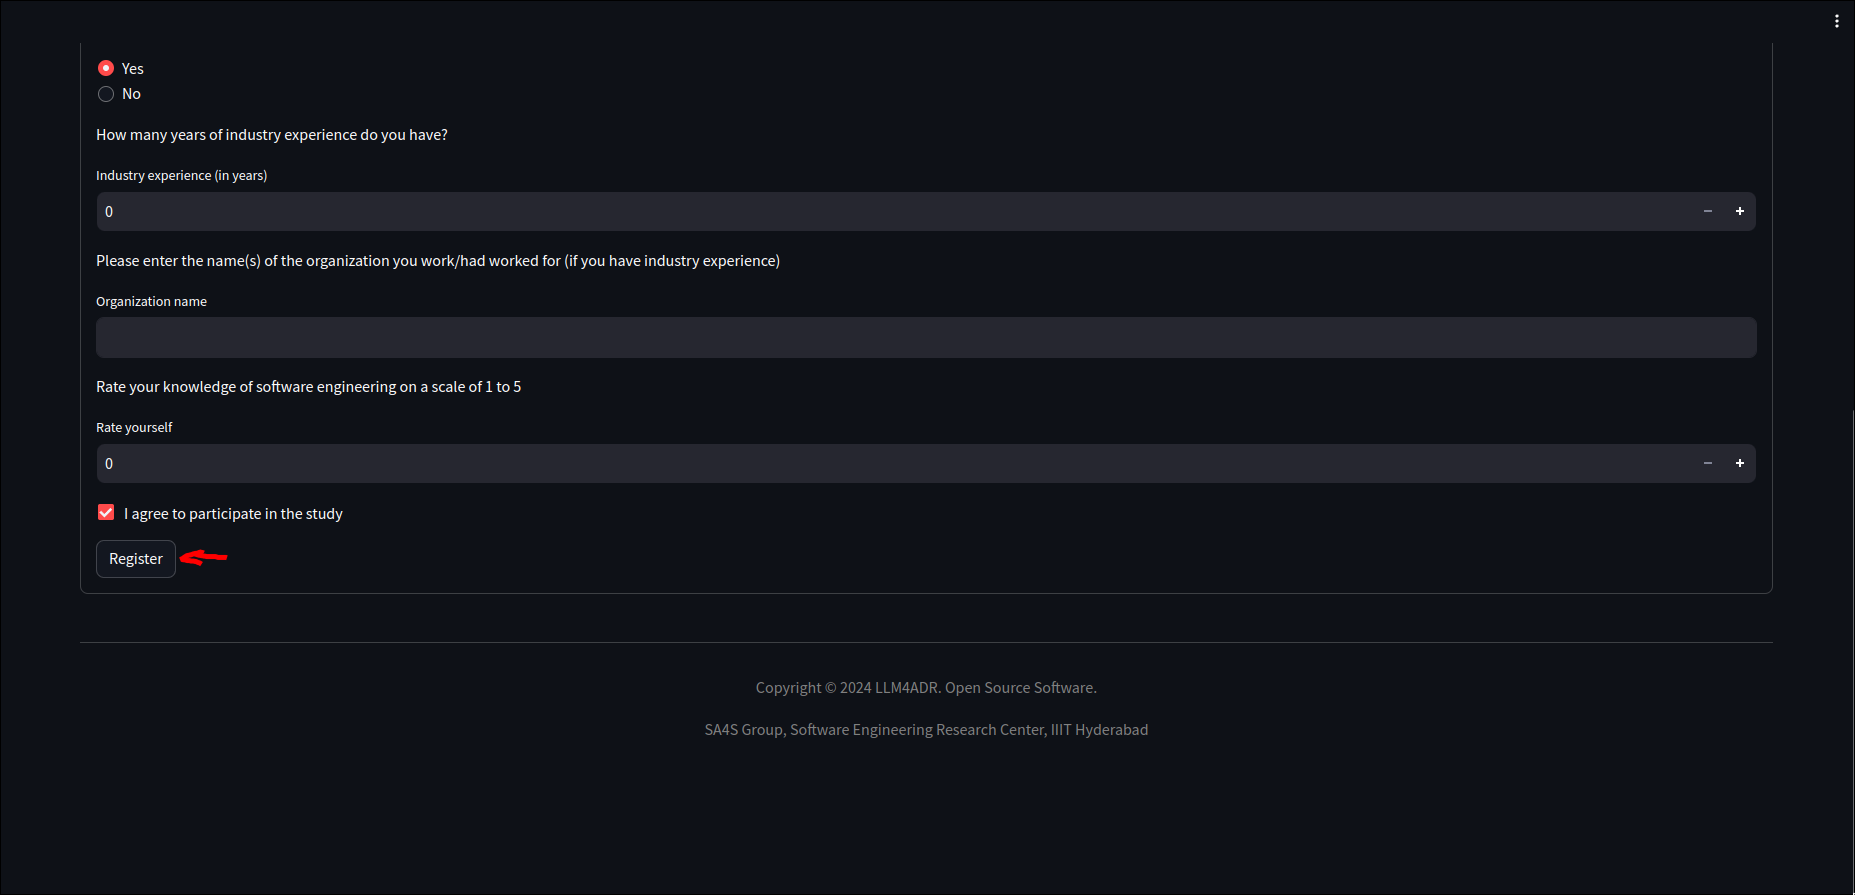 Yes
No
How many years of industry experience do you have?
Industry experience (in years)
0
Please enter the name(s) of the organization you work/had worked for (if you have industry experience)
Organization name
Rate your knowledge of software engineering on a scale of 1 to 5
Rate yourself
0
I agree to participate in the study
Register
Copyright © 2024 LLM4ADR. Open Source Software.
SA4S Group, Software Engineering Research Center, IIIT Hyderabad